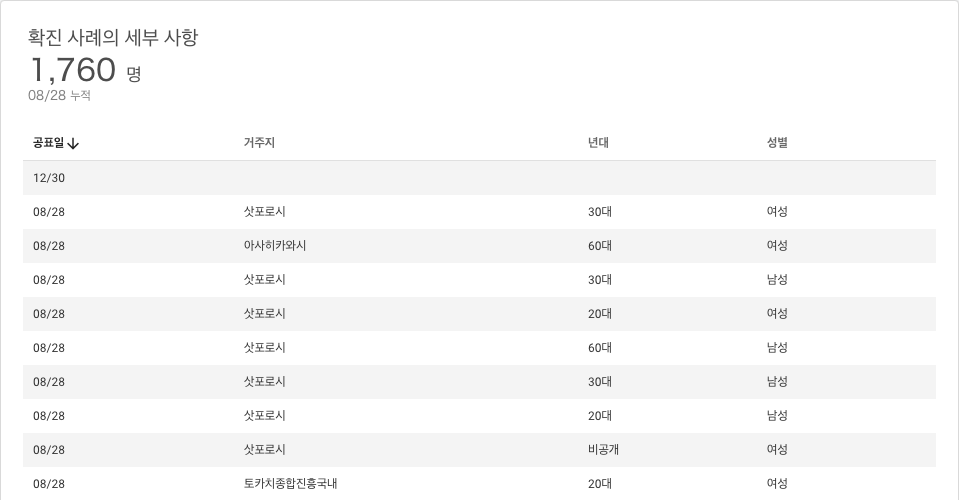 확진 사례의 세부 사항
1,760 명
08/28 누적
공표일 거주지 년대 성별
12/30
08/28 삿포로시 30대 여성
08/28 아사히카와시 60대 여성
08/28 삿포로시 30대 남성
08/28 삿포로시 20대 여성
08/28 삿포로시 60대 남성
08/28 삿포로시 30대 남성
08/28 삿포로시 20대 남성
08/28 삿포로시 비공개 여성
08/28 토카치종합진흥국내 20대 여성